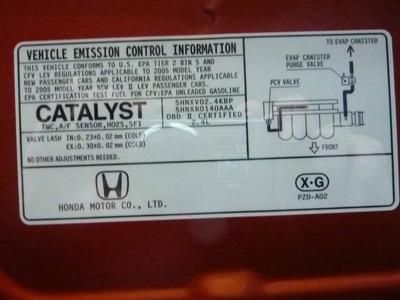 VEHICLE EMISSION CONTROL INFORMATION
THIS VEHICLE CONFORMS TO U.S. EPA TIER 2 BIN 5 AND
CFV LEV REGULATIONS APPLICABLE TO 2005 MODEL YEAR
NEW PASSENGER CARS AND CALIFORNIA REGULATIONS APPLICABLE
TO 2005 MODEL YEAR NEW LEV II LEV PASSENGER CARS.
EPA CERTIFICATION TEST FUEL FOR CFV:EPA UNLEADED GASOLINE
CATALYST
TWC,A/F SENSOR,HO2S,SFI
5HNXV02.4KBP
5HNXR0140AAA
OBD II CERTIFIED
2.4L
VALVE LASH IN:0.23±0.02 mm (COLD)
EX:0.30±0.02 mm (COLD)
NO OTHER ADJUSTMENTS NEEDED.
HONDA MOTOR CO., LTD.
TO EVAP CANISTER
EVAP CANISTER
PURGE VALVE
PCV VALVE
FRONT
X·G
PZD-A02